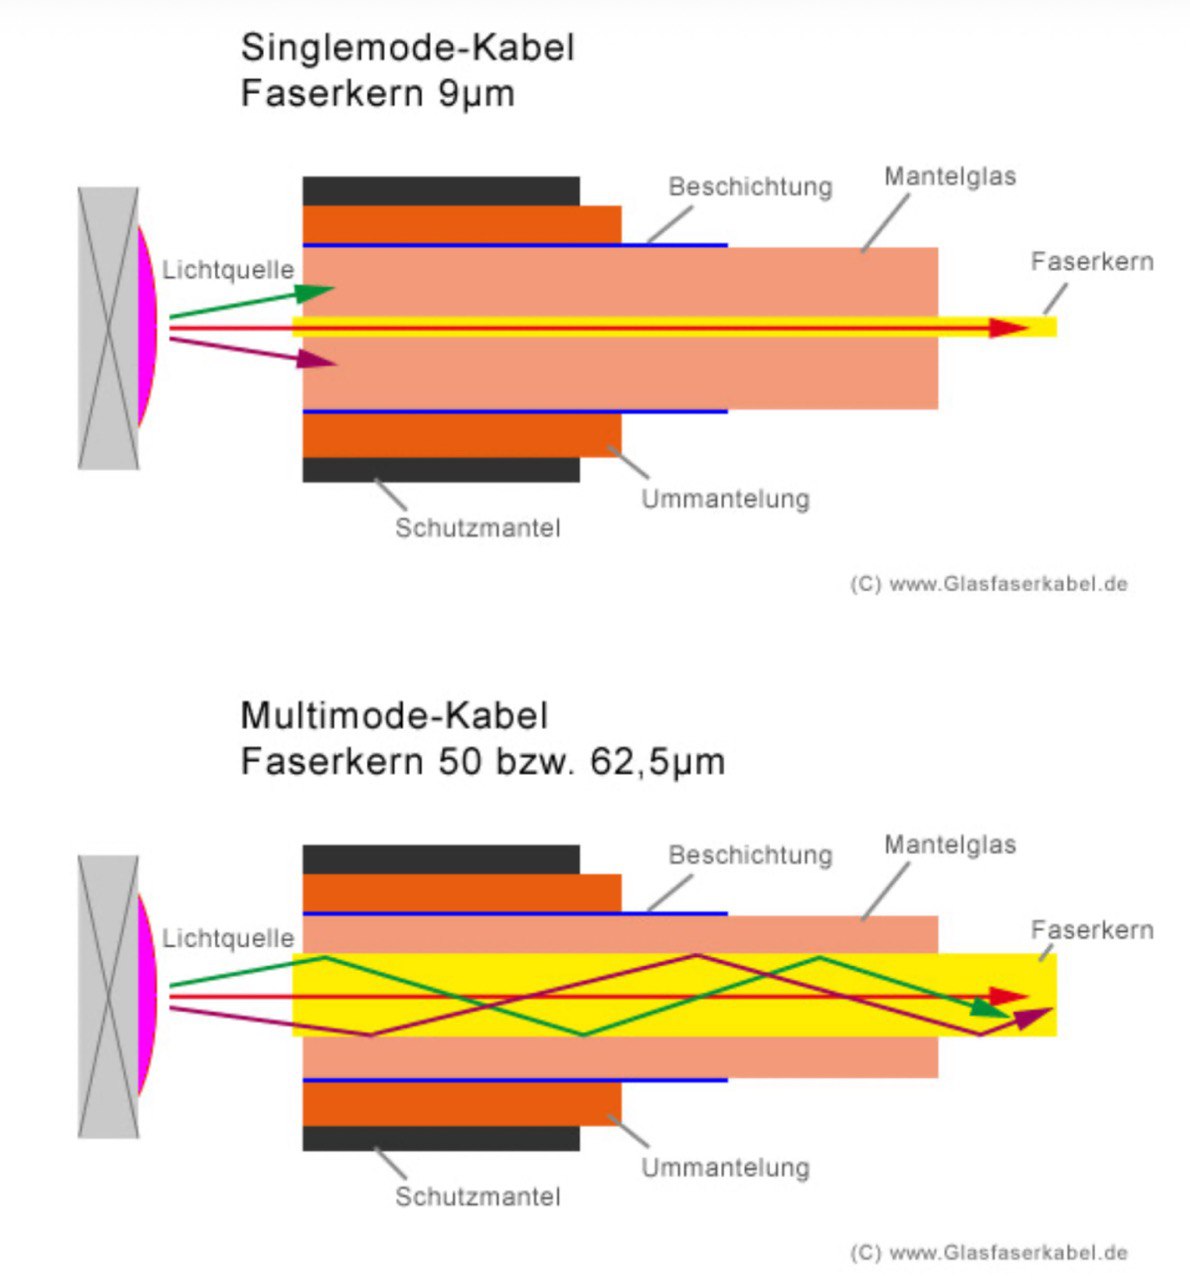 Singlemode-Kabel
Faserkern 9µm
Beschichtung
Mantelglas
Faserkern
Lichtquelle
Ummantelung
Schutzmantel
(C) www.Glasfaserkabel.de
Multimode-Kabel
Faserkern 50 bzw. 62,5µm
Beschichtung
Mantelglas
Faserkern
Lichtquelle
Ummantelung
Schutzmantel
(C) www.Glasfaserkabel.de